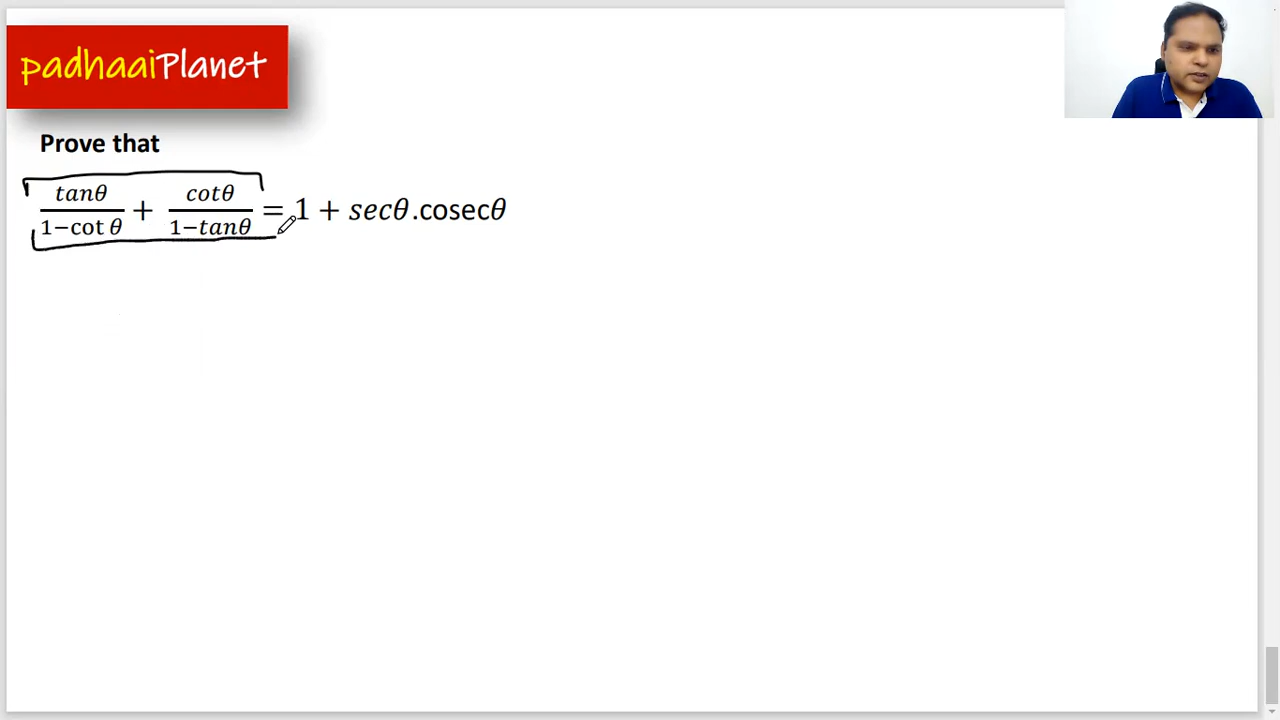 padhaaiPlanet
Prove that
tanθ/(1−cot θ) + cotθ/(1−tanθ) = 1 + secθ.cosecθ